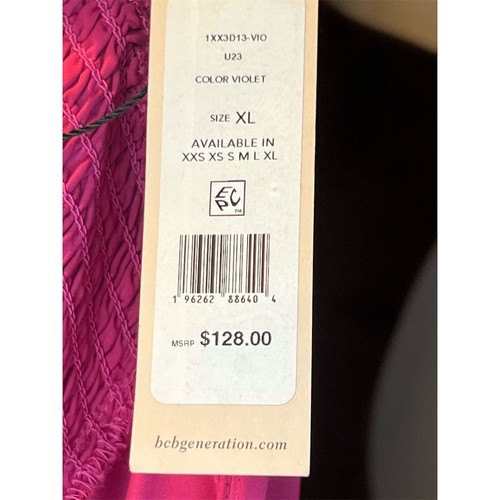 1XX3D13-VIO
U23
COLOR VIOLET
SIZE XL
AVAILABLE IN
XXS XS S M L XL
EPC™
1 96262 88640 4
MSRP $128.00
bcbgeneration.com